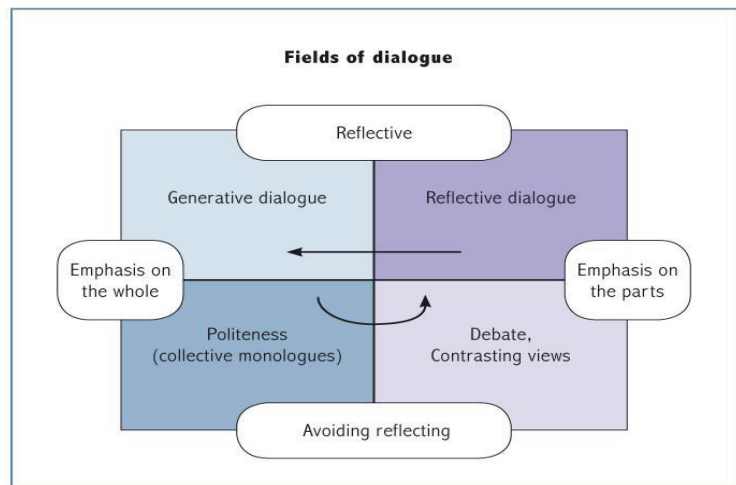 Fields of dialogue
Reflective
Generative dialogue
Reflective dialogue
Emphasis on
the whole
Emphasis on
the parts
Politeness
(collective monologues)
Debate,
Contrasting views
Avoiding reflecting